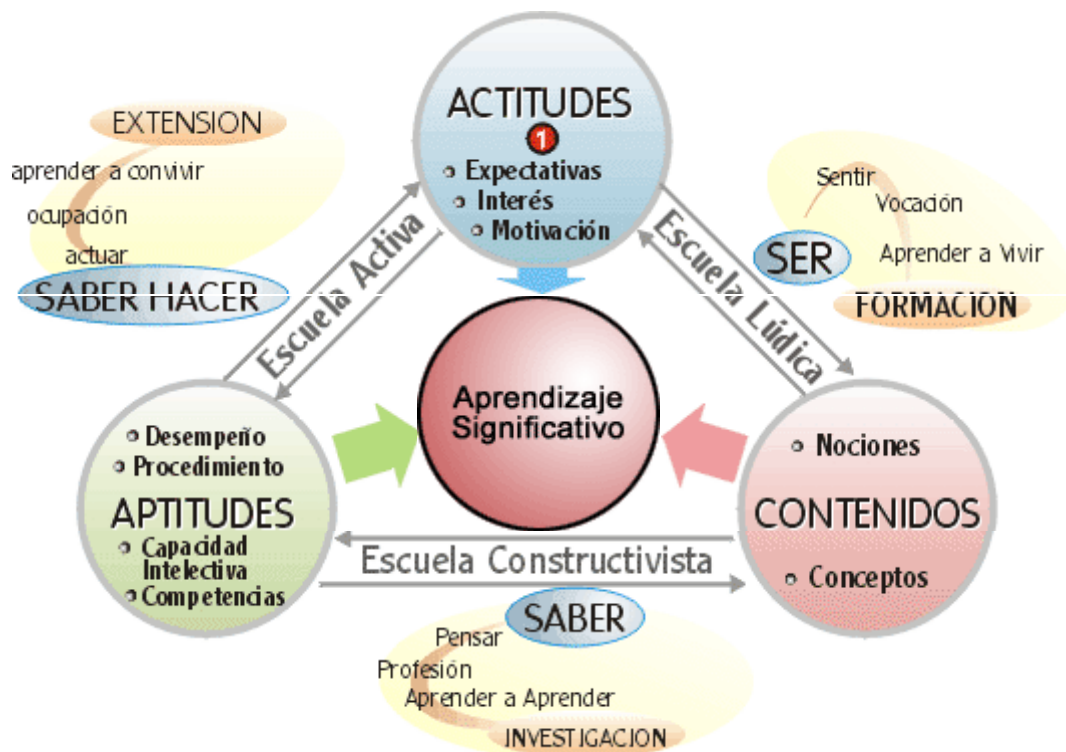 ACTITUDES
1
Expectativas
Interés
Motivación
EXTENSION
aprender a convivir
ocupación
actuar
SABER HACER
Escuela Activa
Escuela Lúdica
Sentir
Vocación
SER
Aprender a Vivir
FORMACION
Aprendizaje
Significativo
Desempeño
Procedimiento
APTITUDES
Capacidad
Intelectiva
Competencias
Nociones
CONTENIDOS
Conceptos
Escuela Constructivista
SABER
Pensar
Profesión
Aprender a Aprender
INVESTIGACION